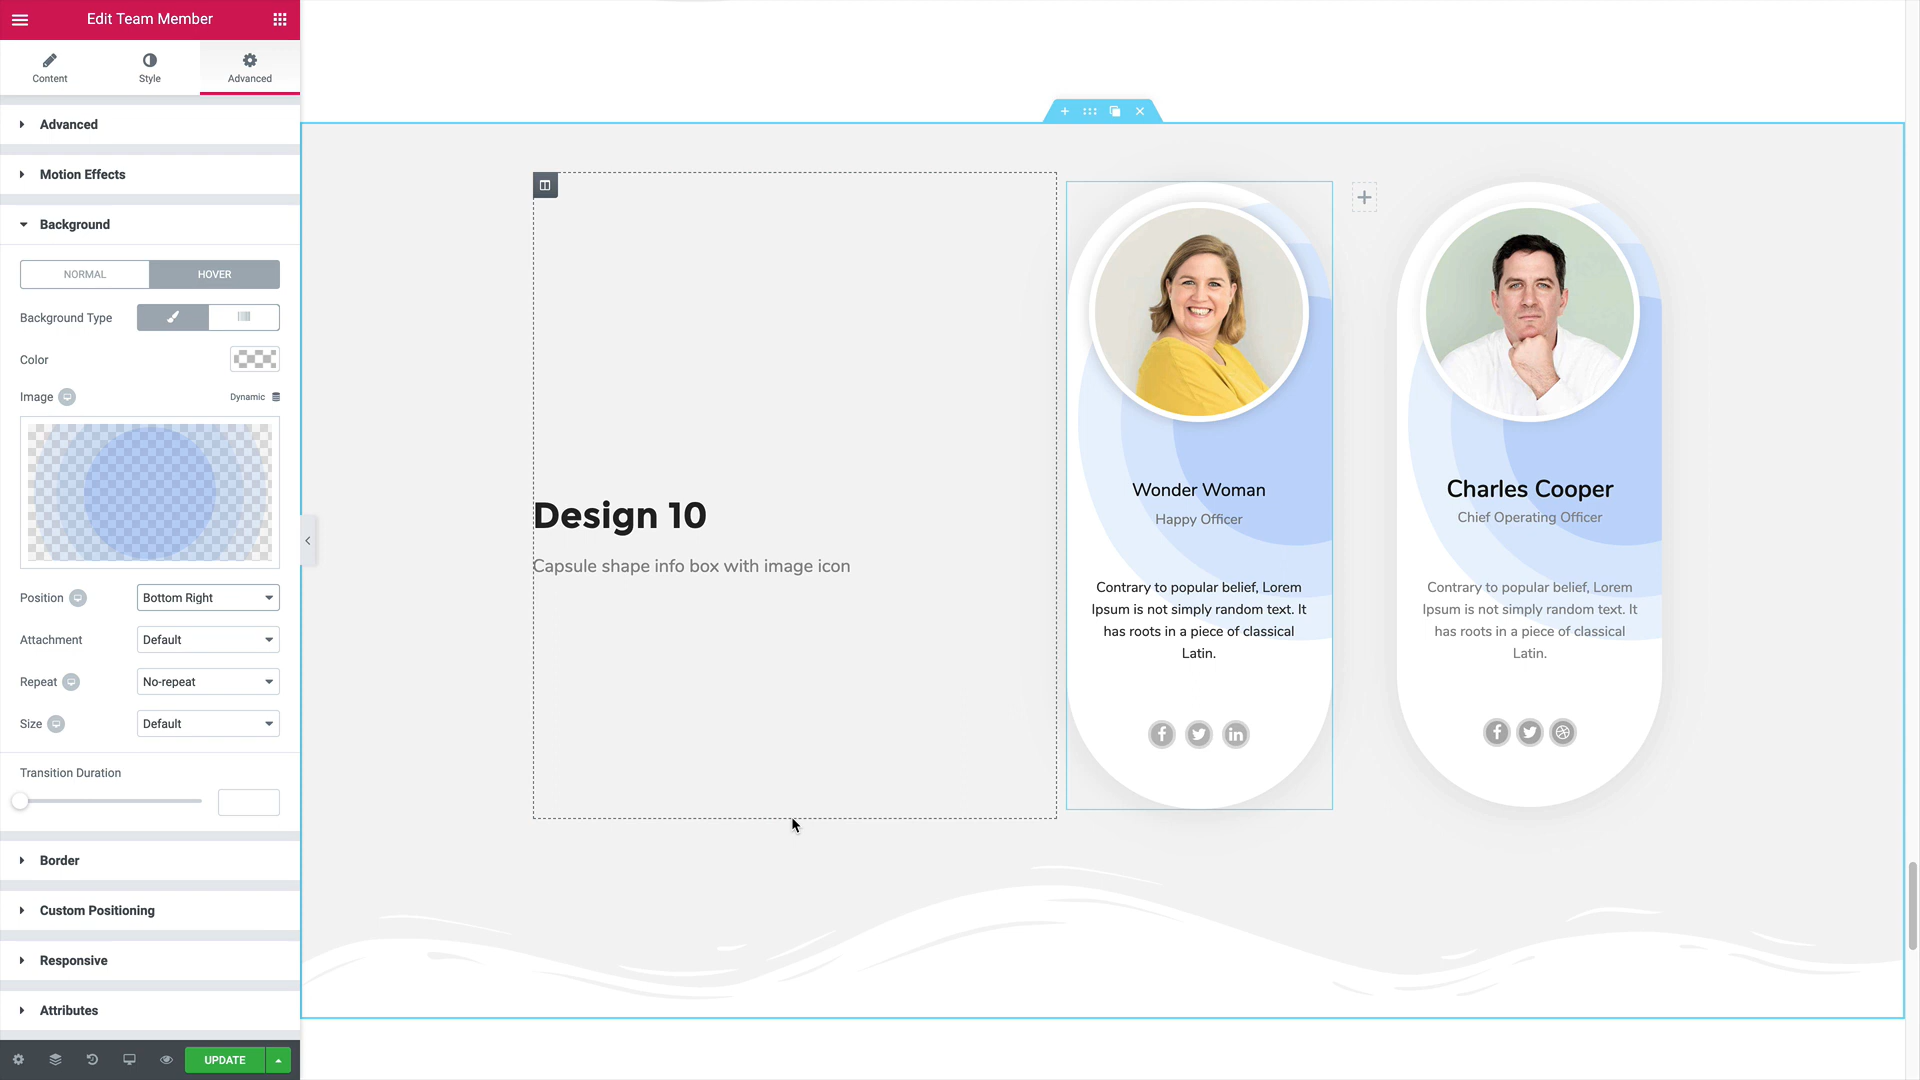 Edit Team Member
Content
Style
Advanced
Advanced
Motion Effects
Background
NORMAL
HOVER
Background Type
Color
Image
Dynamic
Position
Bottom Right
Attachment
Default
Repeat
No-repeat
Size
Default
Transition Duration
Border
Custom Positioning
Responsive
Attributes
UPDATE
Design 10
Capsule shape info box with image icon
Wonder Woman
Happy Officer
Contrary to popular belief, Lorem
Ipsum is not simply random text. It
has roots in a piece of classical
Latin.
Charles Cooper
Chief Operating Officer
Contrary to popular belief, Lorem
Ipsum is not simply random text. It
has roots in a piece of classical
Latin.